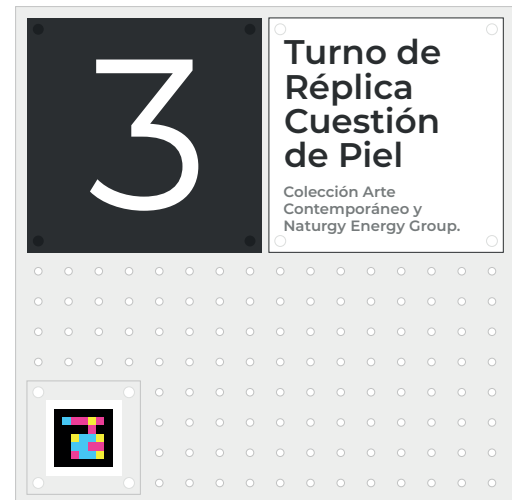 3
Turno de
Réplica
Cuestión
de Piel
Colección Arte
Contemporáneo y
Naturgy Energy Group.